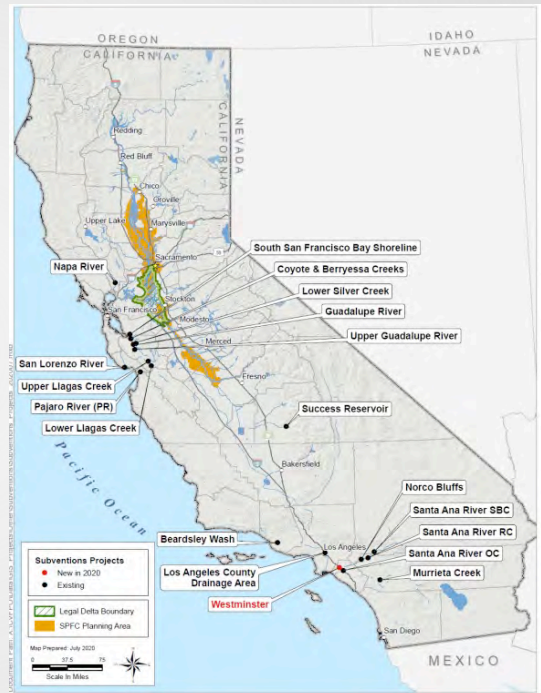 OREGON
CALIFORNIA
IDAHO
NEVADA
CALIFORNIA
NEVADA
Redding
Red Bluff
Chico
Oroville
Upper Lake
Marysville
Sacramento
South San Francisco Bay Shoreline
Napa River
Coyote & Berryessa Creeks
Stockton
Lower Silver Creek
San Francisco
Modesto
Guadalupe River
Merced
Upper Guadalupe River
San Lorenzo River
Fresno
Upper Llagas Creek
Pajaro River (PR)
Success Reservoir
Lower Llagas Creek
Pacific Ocean
Bakersfield
Norco Bluffs
Santa Ana River SBC
Santa Ana River RC
Beardsley Wash
Los Angeles
Santa Ana River OC
Los Angeles County
Drainage Area
Murrieta Creek
Westminster
San Diego
MEXICO
Subventions Projects
New in 2020
Existing
Legal Delta Boundary
SPFC Planning Area
Map Prepared: July 2020
0 37.5 75
Scale In Miles